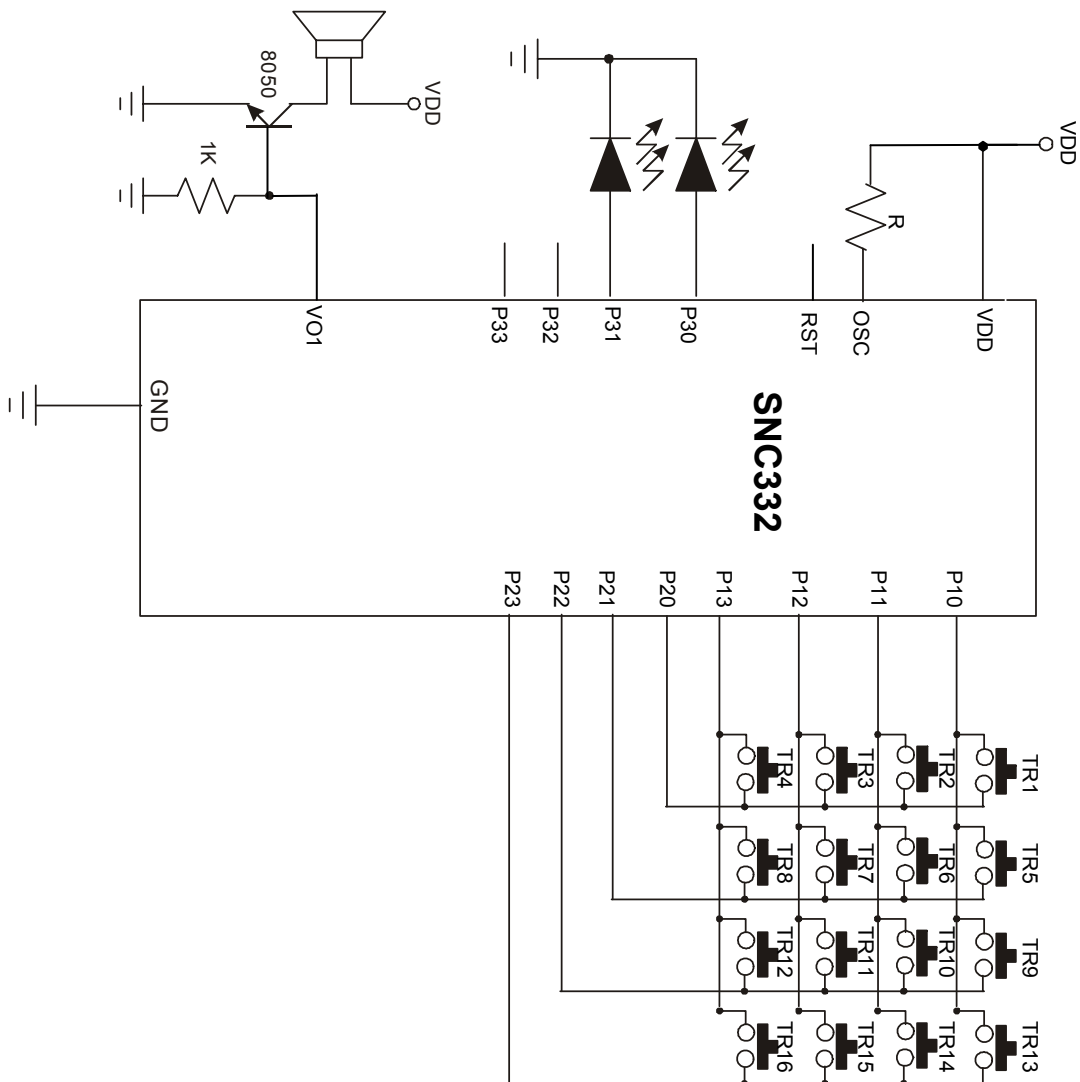 VDD
VDD
8050
1K
R
VO1
P33
P32
P31
P30
RST
OSC
VDD
GND
SNC332
P23
P22
P21
P20
P13
P12
P11
P10
TR4
TR3
TR2
TR1
TR8
TR7
TR6
TR5
TR12
TR11
TR10
TR9
TR16
TR15
TR14
TR13